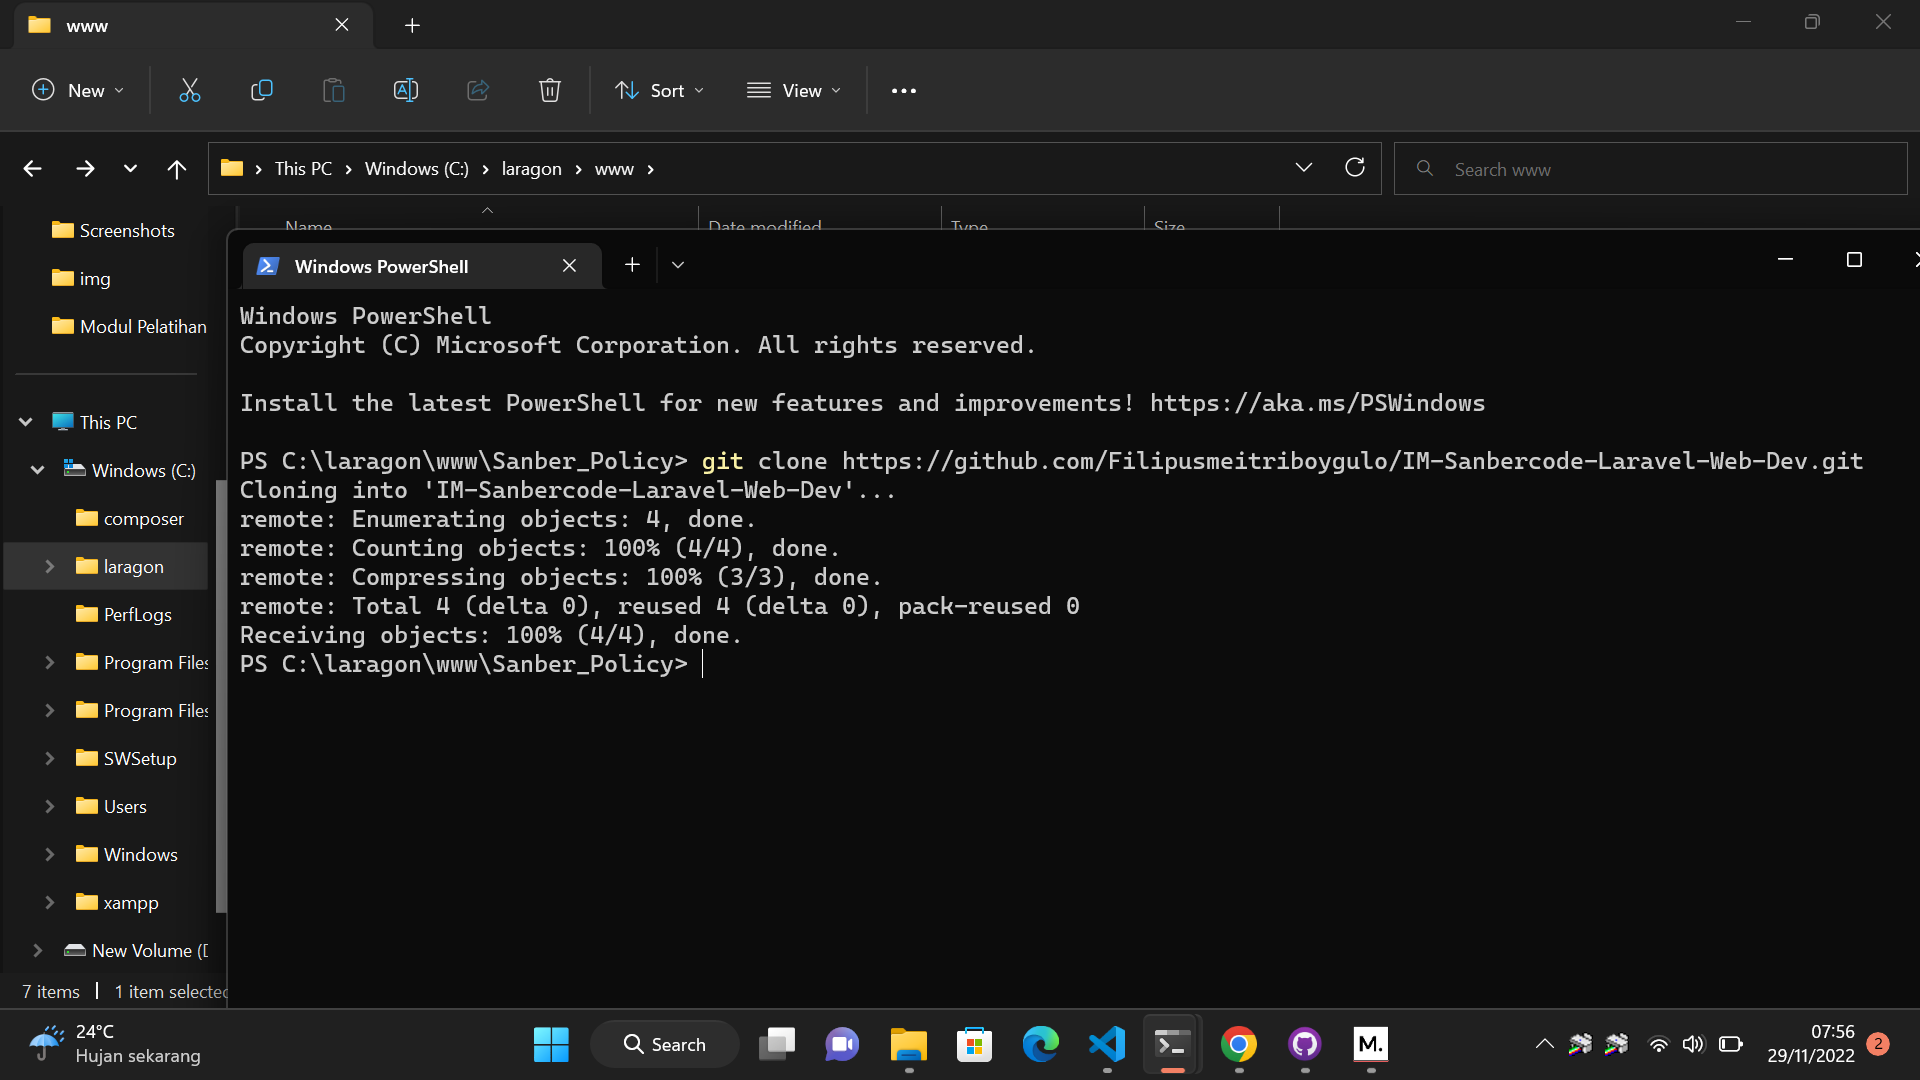 www
New
Sort
View
This PC
Windows (C:)
laragon
www
Search www
Name
Date modified
Type
Size
Screenshots
img
Modul Pelatihan
This PC
Windows (C:)
composer
laragon
PerfLogs
Program Files
Program Files
SWSetup
Users
Windows
xampp
New Volume (
7 items
1 item selected
Windows PowerShell
Windows PowerShell
Copyright (C) Microsoft Corporation. All rights reserved.
Install the latest PowerShell for new features and improvements! https://aka.ms/PSWindows
PS C:\laragon\www\Sanber_Policy> git clone https://github.com/Filipusmeitriboygulo/IM-Sanbercode-Laravel-Web-Dev.git
Cloning into 'IM-Sanbercode-Laravel-Web-Dev'...
remote: Enumerating objects: 4, done.
remote: Counting objects: 100% (4/4), done.
remote: Compressing objects: 100% (3/3), done.
remote: Total 4 (delta 0), reused 4 (delta 0), pack-reused 0
Receiving objects: 100% (4/4), done.
PS C:\laragon\www\Sanber_Policy>
24°C
Hujan sekarang
Search
M.
07:56
29/11/2022
2